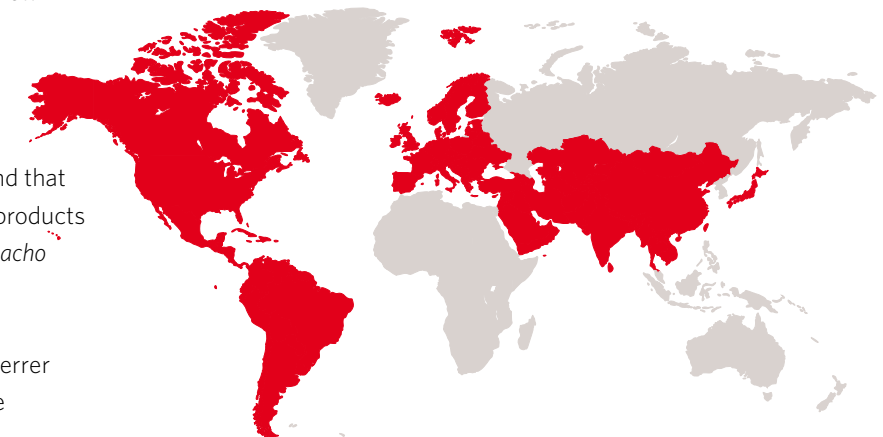 nd that
products
acho
errer
e